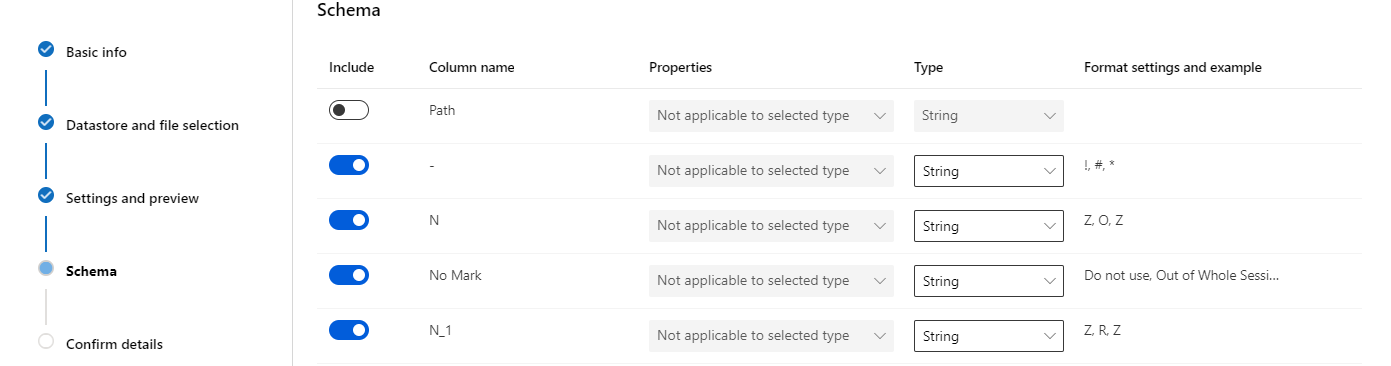 Schema
Basic info
Datastore and file selection
Settings and preview
Schema
Confirm details
Include Column name Properties Type Format settings and example
Path Not applicable to selected type String
- Not applicable to selected type String !, #, *
N Not applicable to selected type String Z, O, Z
No Mark Not applicable to selected type String Do not use, Out of Whole Sessi...
N_1 Not applicable to selected type String Z, R, Z